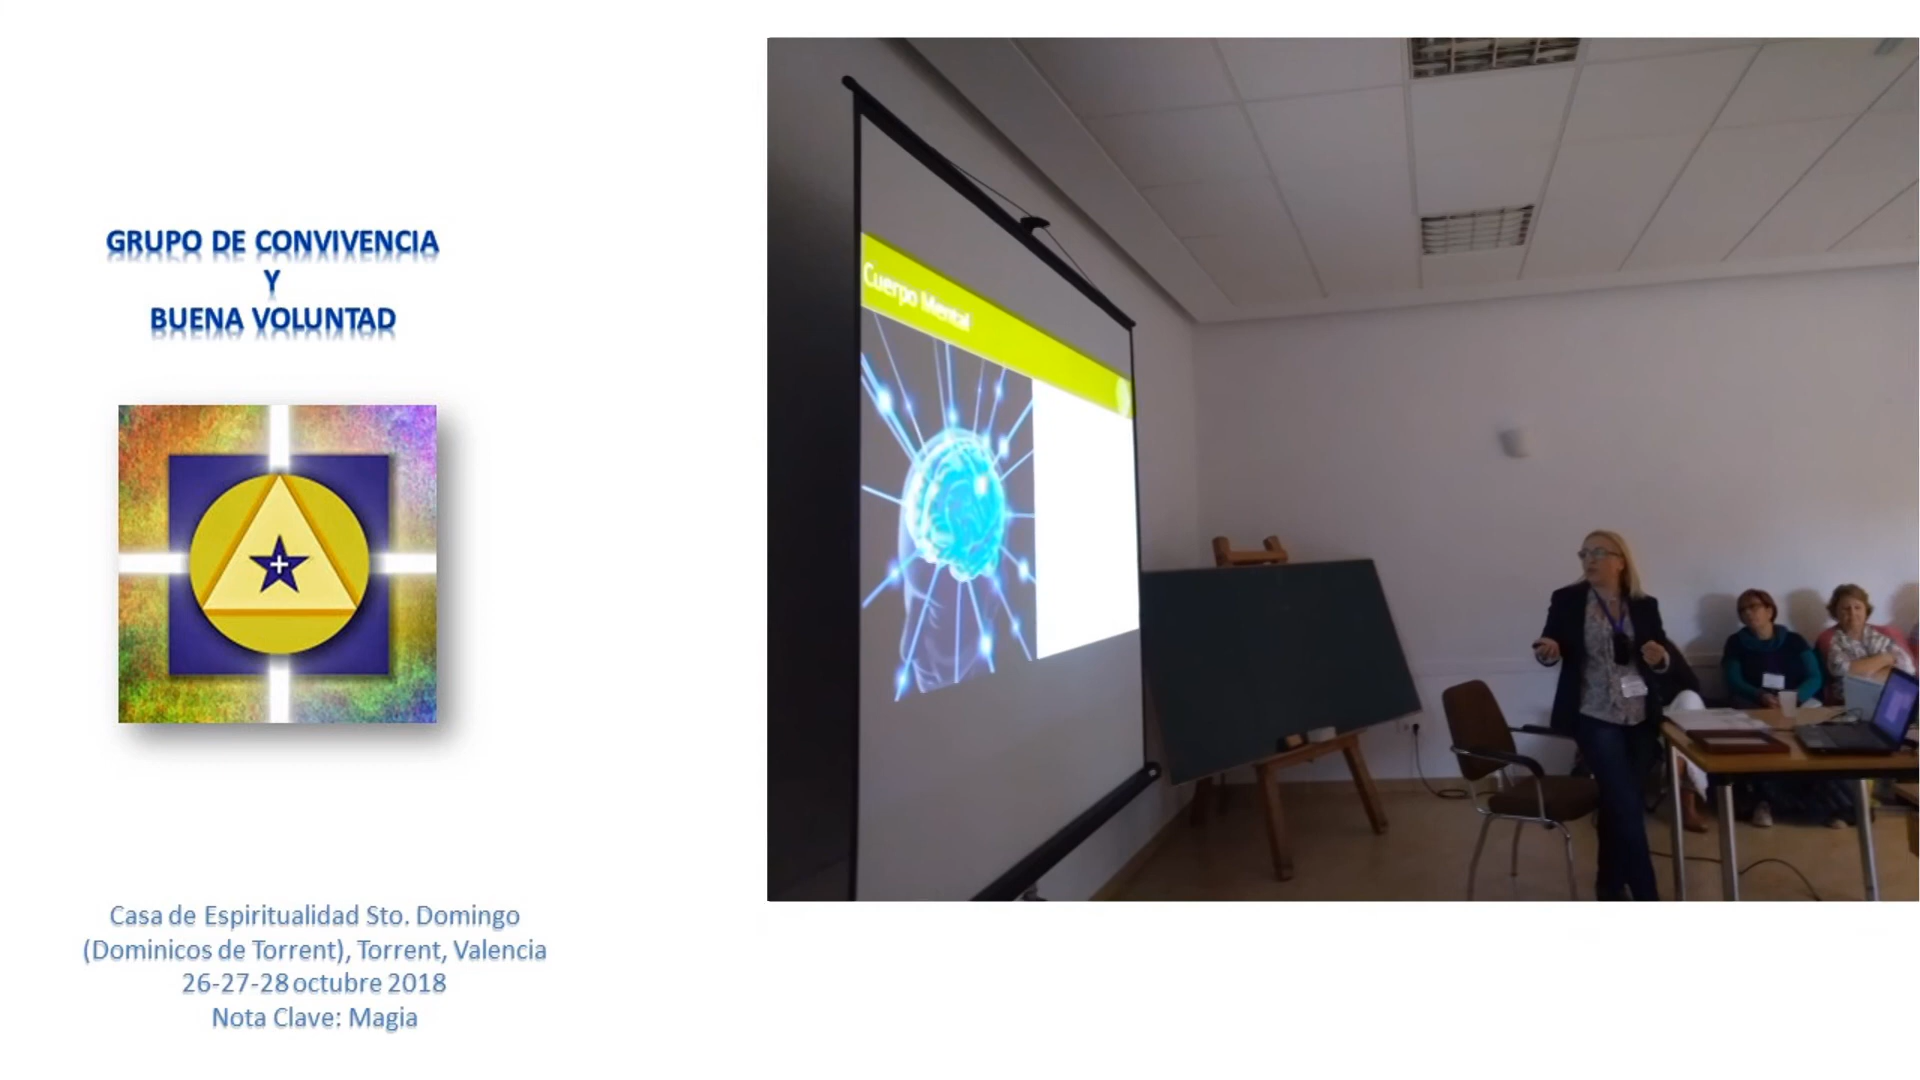 GRUPO DE CONVIVENCIA
Y
BUENA VOLUNTAD
Casa de Espiritualidad Sto. Domingo
(Dominicos de Torrent), Torrent, Valencia
26-27-28 octubre 2018
Nota Clave: Magia
Cuerpo Mental